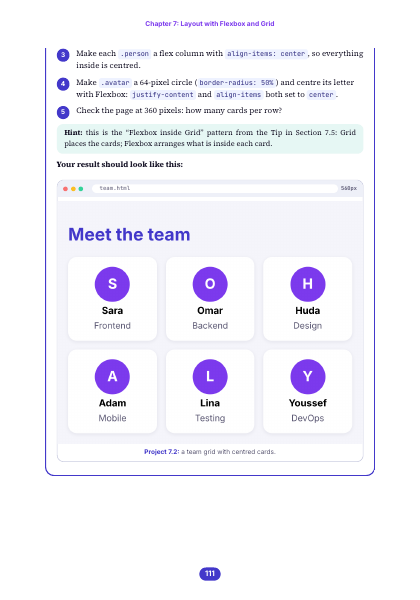 Chapter 7: Layout with Flexbox and Grid
3 Make each .person a flex column with align-items: center, so everything
inside is centred.
4 Make .avatar a 64-pixel circle (border-radius: 50%) and centre its letter
with Flexbox: justify-content and align-items both set to center.
5 Check the page at 360 pixels: how many cards per row?
Hint: this is the “Flexbox inside Grid” pattern from the Tip in Section 7.5: Grid
places the cards; Flexbox arranges what is inside each card.
Your result should look like this:
team.html 560px
Meet the team
S O H
Sara Omar Huda
Frontend Backend Design
A L Y
Adam Lina Youssef
Mobile Testing DevOps
Project 7.2: a team grid with centred cards.
111